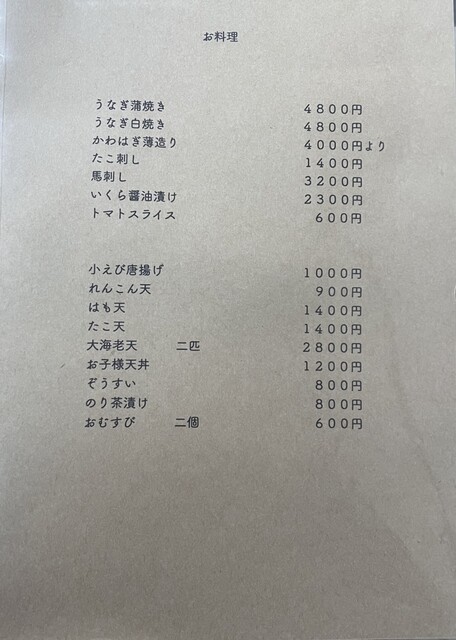 お料理
うなぎ蒲焼き 4800円
うなぎ白焼き 4800円
かわはぎ薄造り 4000円より
たこ刺し 1400円
馬刺し 3200円
いくら醤油漬け 2300円
トマトスライス 600円
小えび唐揚げ 1000円
れんこん天 900円
はも天 1400円
たこ天 1400円
大海老天 二匹 2800円
お子様天丼 1200円
ぞうすい 800円
のり茶漬け 800円
おむすび 二個 600円